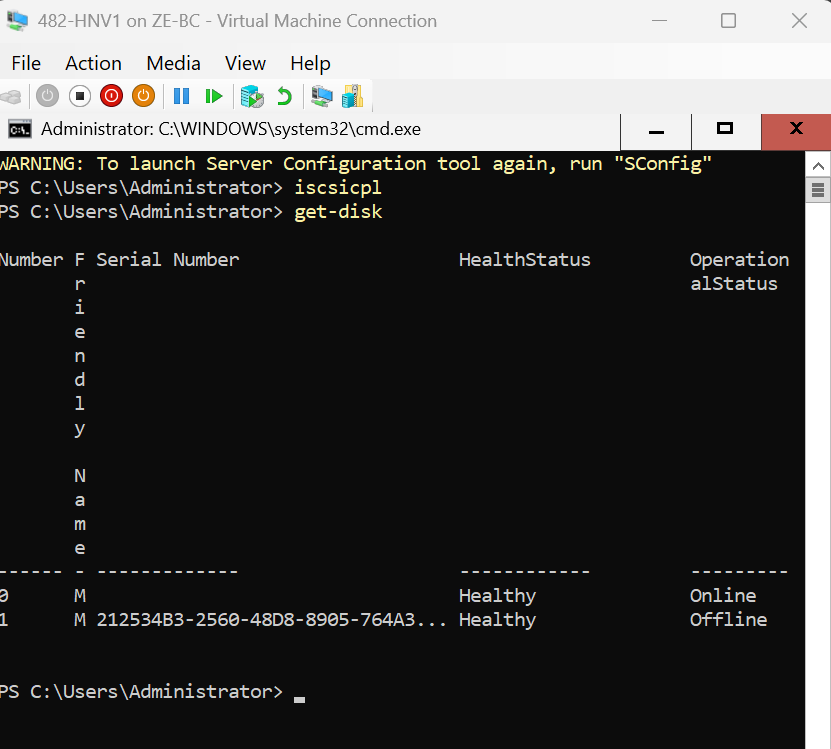 482-HNV1 on ZE-BC - Virtual Machine Connection
File Action Media View Help
Administrator: C:\WINDOWS\system32\cmd.exe
WARNING: To launch Server Configuration tool again, run "SConfig"
PS C:\Users\Administrator> iscsicpl
PS C:\Users\Administrator> get-disk
Number F Serial Number HealthStatus Operation
r alStatus
i
e
n
d
l
y
N
a
m
e
------ - ------------- ------------ ---------
0 M Healthy Online
1 M 212534B3-2560-48D8-8905-764A3... Healthy Offline
PS C:\Users\Administrator>